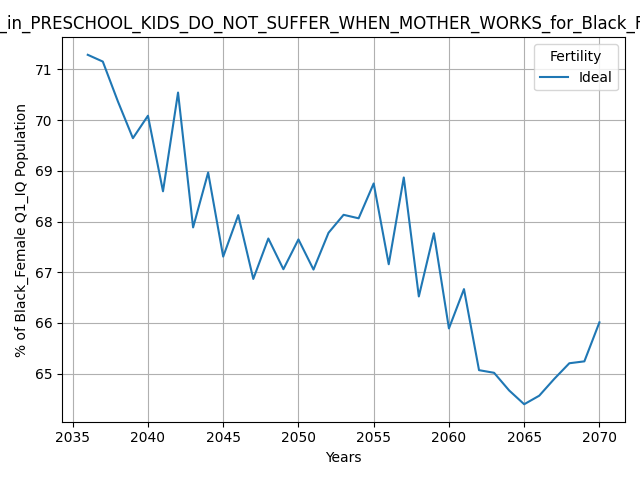 _in_PRESCHOOL_KIDS_DO_NOT_SUFFER_WHEN_MOTHER_WORKS_for_Black_F
Fertility
Ideal
% of Black_Female Q1_IQ Population
71
70
69
68
67
66
65
2035 2040 2045 2050 2055 2060 2065 2070
Years